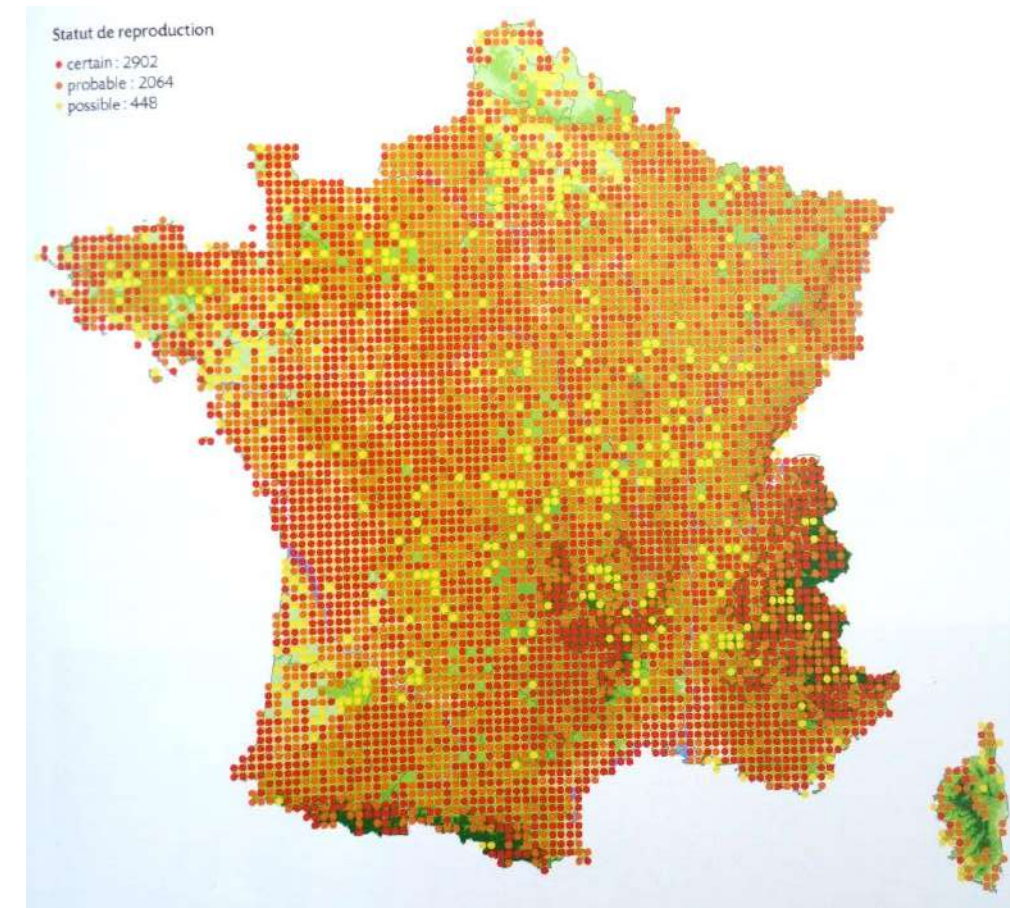 Statut de reproduction
certain : 2902
probable : 2064
possible : 448